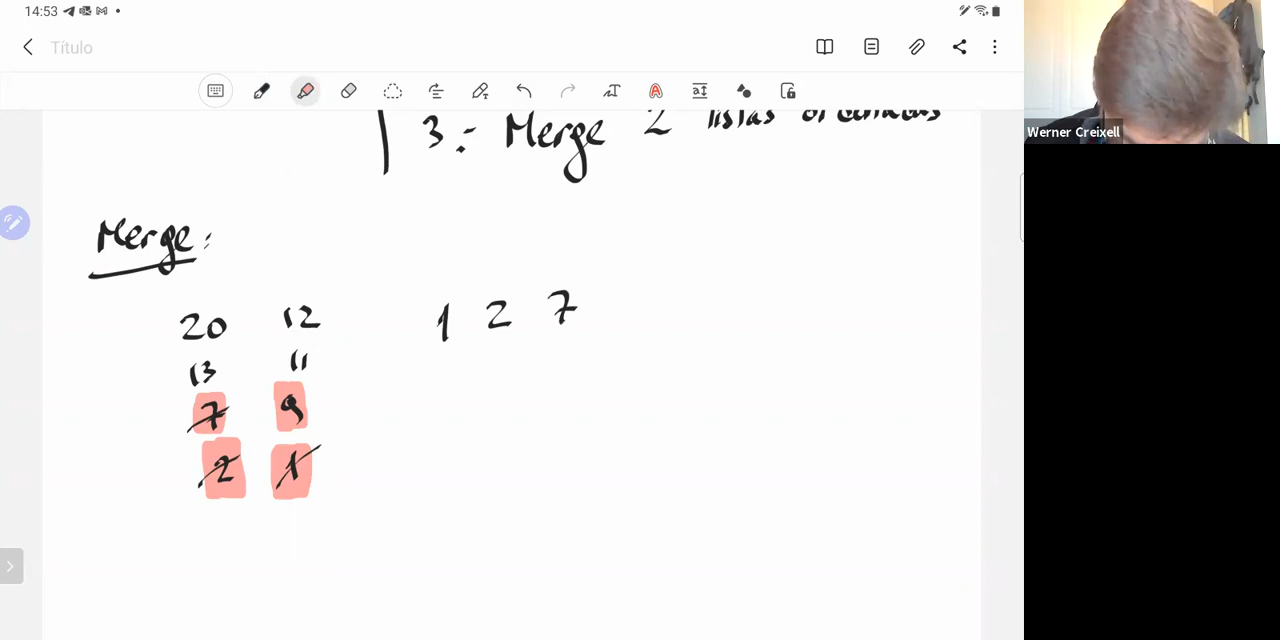 14:53
Título
3.- Merge 2 listas ordenadas
Werner Creixell
Merge:
20 12 1 2 7
13 11
7 9
2 1